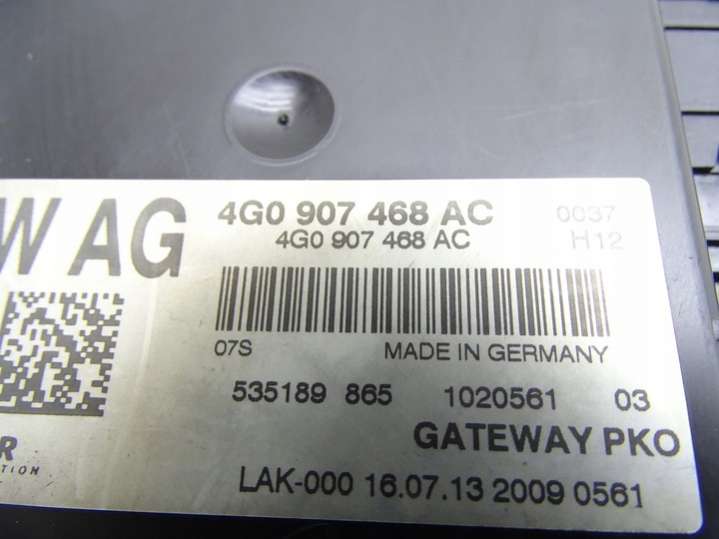 W AG
4G0 907 468 AC 0037
4G0 907 468 AC H12
07S MADE IN GERMANY
535189 865 1020561 03
GATEWAY PKO
LAK-000 16.07.13 2009 0561